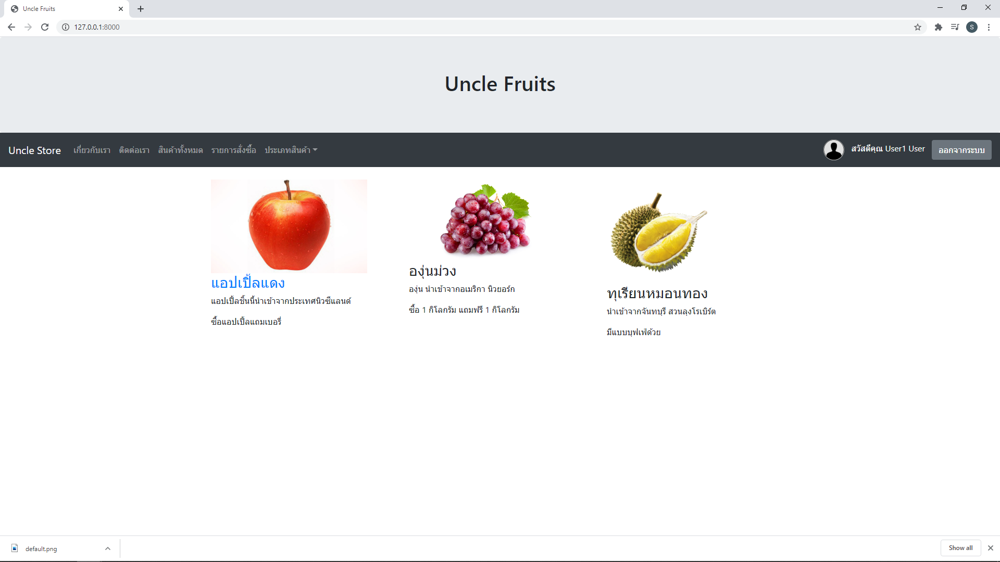 Uncle Fruits
127.0.0.1:8000
S
Uncle Fruits
Uncle Store
เกี่ยวกับเรา
ติดต่อเรา
สินค้าทั้งหมด
รายการสั่งซื้อ
ประเภทสินค้า
สวัสดีคุณ User1 User
ออกจากระบบ
แอปเปิ้ลแดง
แอปเปิ้ลชิ้นนี้นำเข้าจากประเทศนิวซีแลนด์
ซื้อแอปเปิ้ลแถมเบอรี่
องุ่นม่วง
องุ่น นำเข้าจากอเมริกา นิวยอร์ก
ซื้อ 1 กิโลกรัม แถมฟรี 1 กิโลกรัม
ทุเรียนหมอนทอง
นำเข้าจากจันทบุรี สวนลุงโรเบิร์ต
มีแบบบุฟเฟ่ด้วย
default.png
Show all